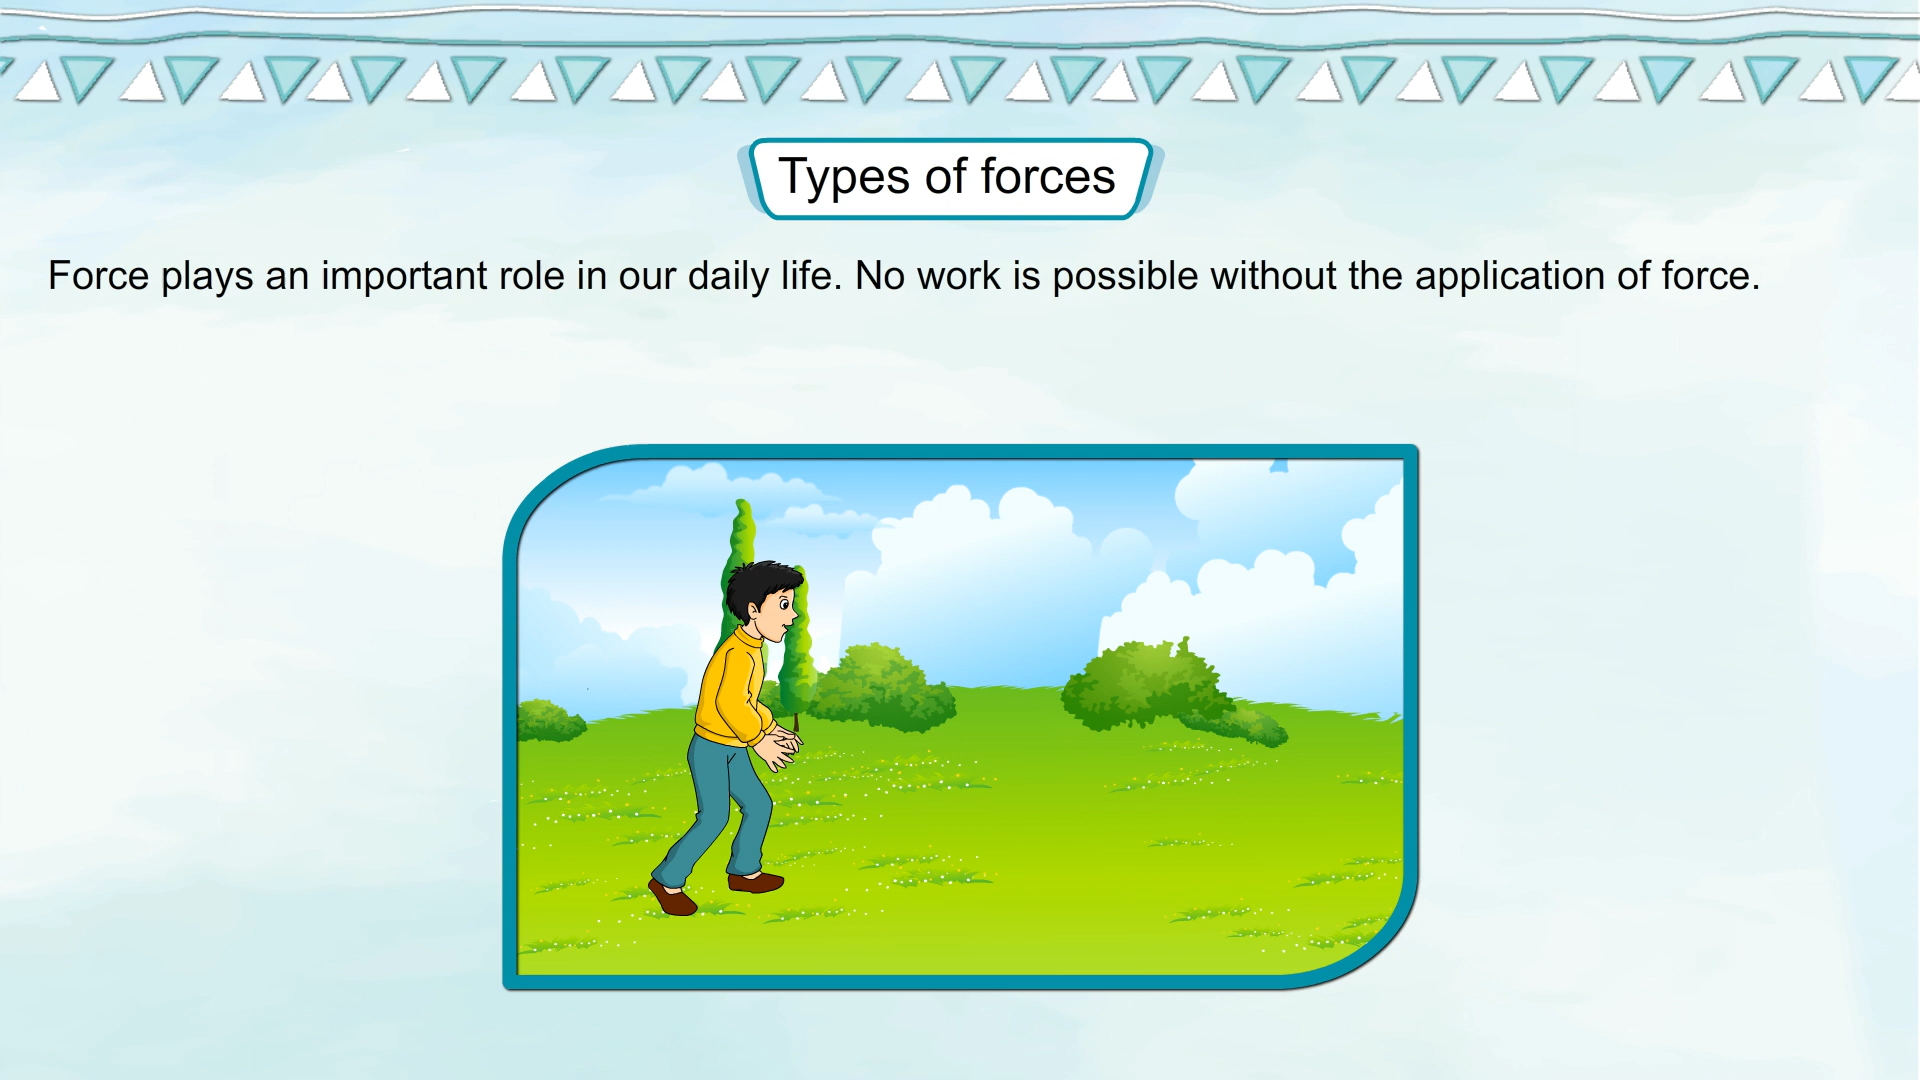 Types of forces
Force plays an important role in our daily life. No work is possible without the application of force.